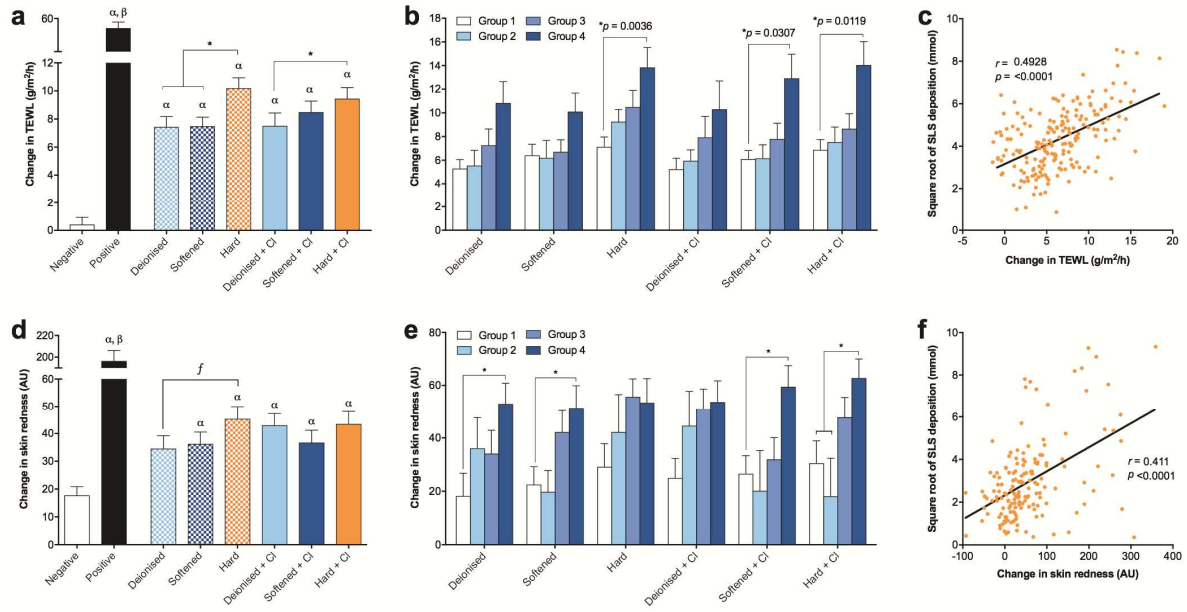 a
Change in TEWL (g/m²/h)
60
50
12
10
8
6
4
2
0
α, β
*
*
α
α
α
α
α
α
Negative
Positive
Deionised
Softened
Hard
Deionised + Cl
Softened + Cl
Hard + Cl
b
Change in TEWL (g/m²/h)
18
16
14
12
10
8
6
4
2
0
Group 1
Group 3
Group 2
Group 4
*p = 0.0036
*p = 0.0307
*p = 0.0119
Deionised
Softened
Hard
Deionised + Cl
Softened + Cl
Hard + Cl
c
Square root of SLS deposition (mmol)
10
8
6
4
2
0
r = 0.4928
p = <0.0001
-5
0
5
10
15
20
Change in TEWL (g/m²/h)
d
Change in skin redness (AU)
220
200
180
60
50
40
30
20
10
0
α, β
f
α
α
α
α
α
Negative
Positive
Deionised
Softened
Hard
Deionised + Cl
Softened + Cl
Hard + Cl
e
Change in skin redness (AU)
80
60
40
20
0
Group 1
Group 3
Group 2
Group 4
*
*
*
*
Deionised
Softened
Hard
Deionised + Cl
Softened + Cl
Hard + Cl
f
Square root of SLS deposition (mmol)
10
8
6
4
2
0
r = 0.411
p <0.0001
-100
0
100
200
300
400
Change in skin redness (AU)